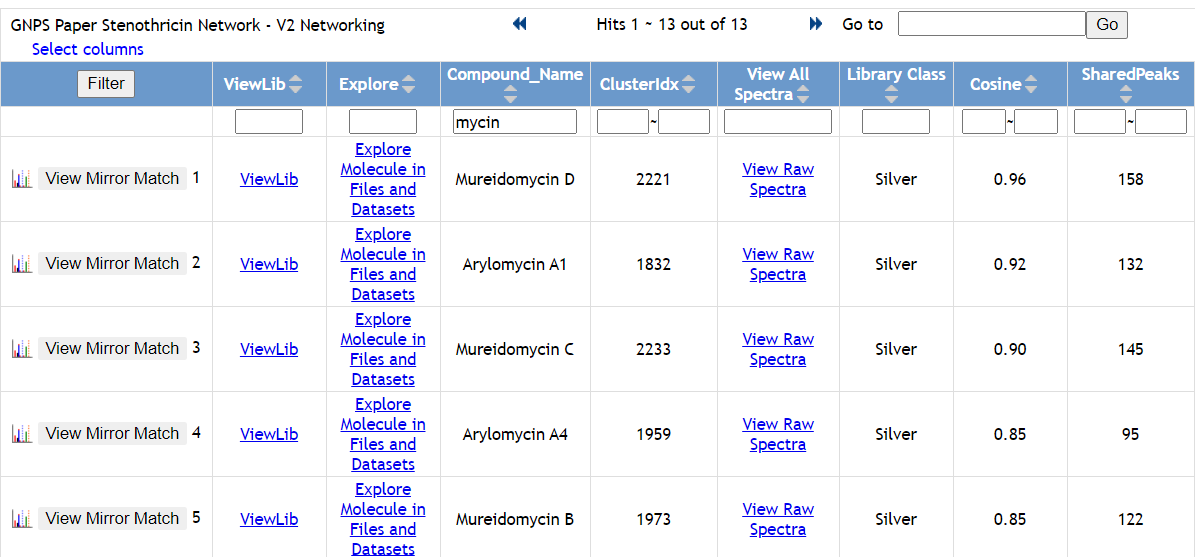 GNPS Paper Stenothricin Network - V2 Networking Hits 1 ~ 13 out of 13 Go to Go
Select columns
Filter ViewLib Explore Compound_Name ClusterIdx View All Spectra Library Class Cosine SharedPeaks
mycin ~ ~ ~
View Mirror Match 1 ViewLib Explore Molecule in Files and Datasets Mureidomycin D 2221 View Raw Spectra Silver 0.96 158
View Mirror Match 2 ViewLib Explore Molecule in Files and Datasets Arylomycin A1 1832 View Raw Spectra Silver 0.92 132
View Mirror Match 3 ViewLib Explore Molecule in Files and Datasets Mureidomycin C 2233 View Raw Spectra Silver 0.90 145
View Mirror Match 4 ViewLib Explore Molecule in Files and Datasets Arylomycin A4 1959 View Raw Spectra Silver 0.85 95
View Mirror Match 5 ViewLib Explore Molecule in Files and Datasets Mureidomycin B 1973 View Raw Spectra Silver 0.85 122